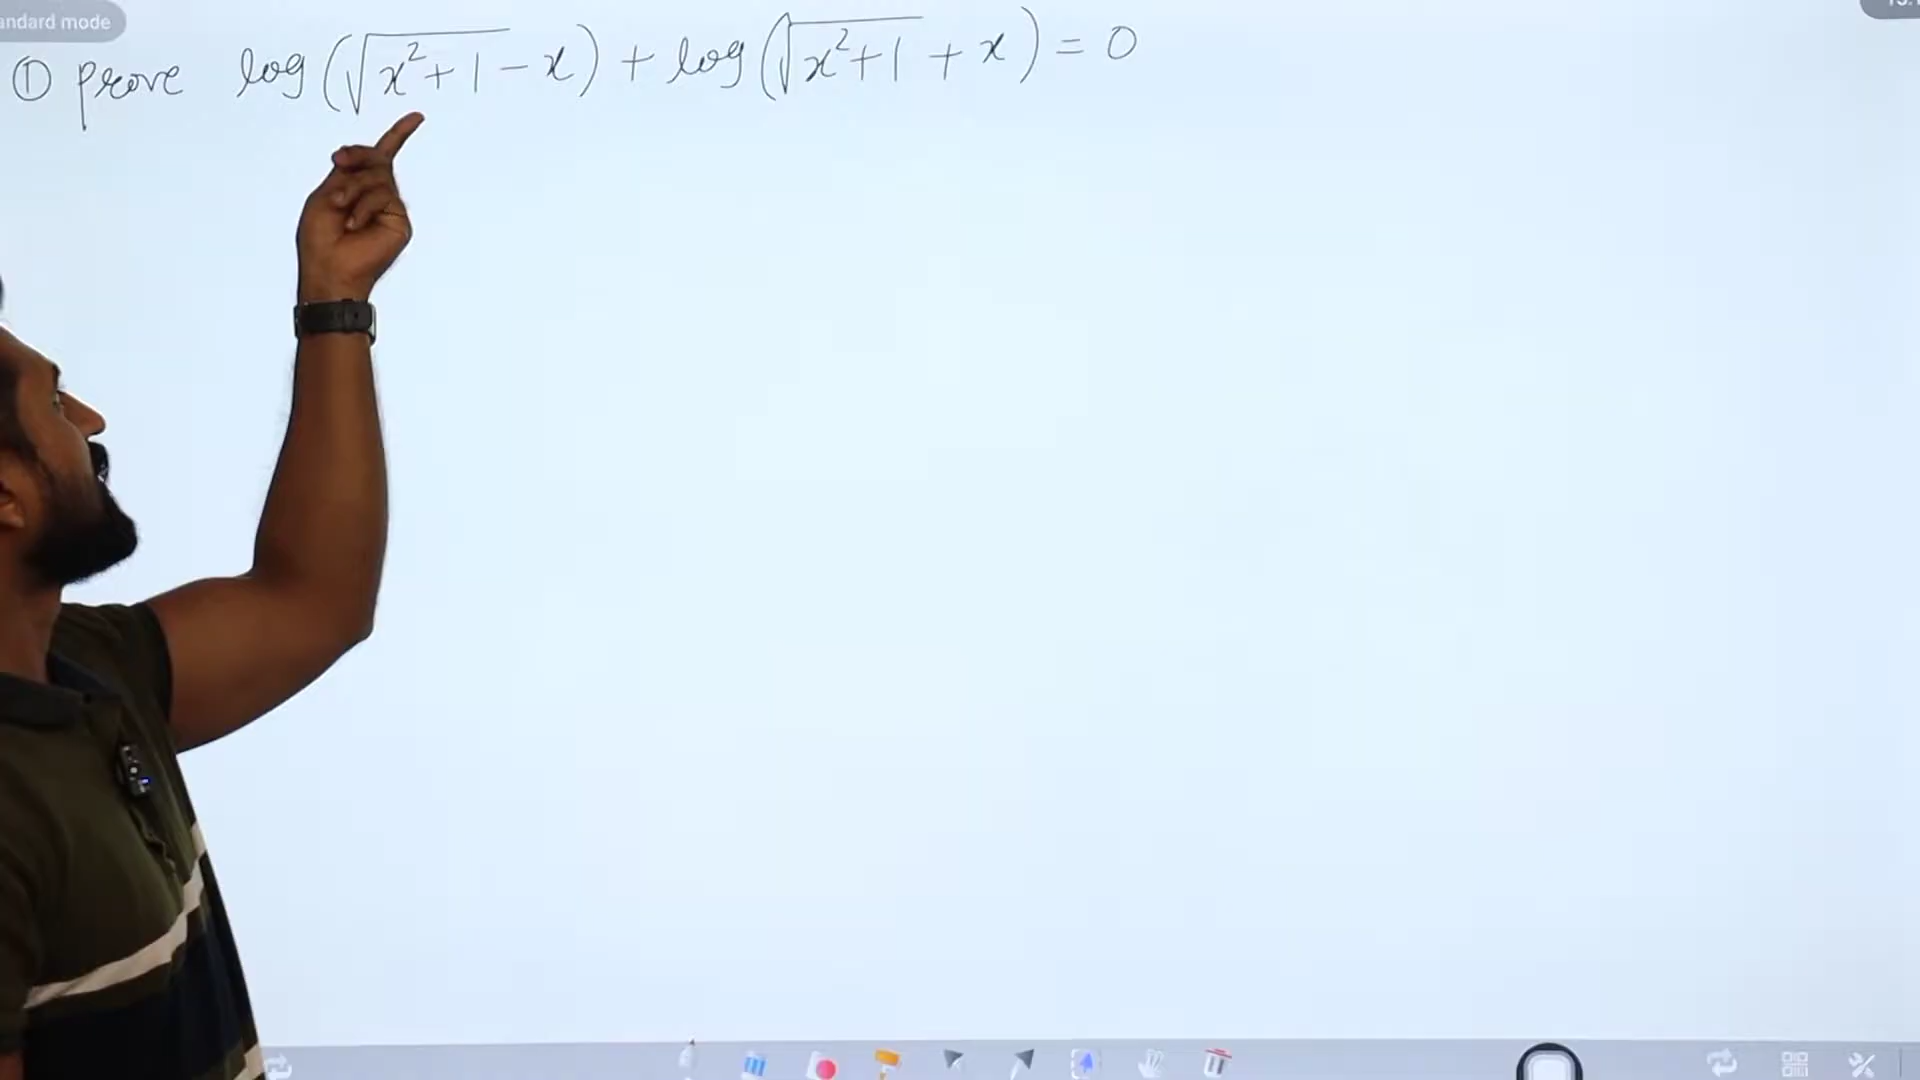 andard mode
① prove log(√x²+1 - x) + log(√x²+1 + x) = 0